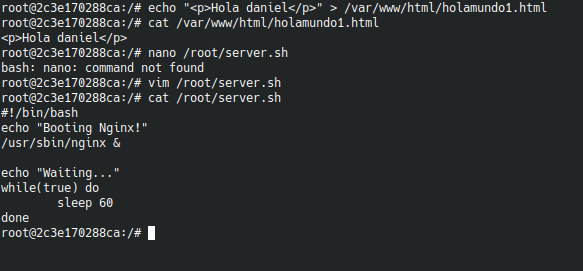 root@2c3e170288ca:/# echo "<p>Hola daniel</p>" > /var/www/html/holamundo1.html
root@2c3e170288ca:/# cat /var/www/html/holamundo1.html
<p>Hola daniel</p>
root@2c3e170288ca:/# nano /root/server.sh
bash: nano: command not found
root@2c3e170288ca:/# vim /root/server.sh
root@2c3e170288ca:/# cat /root/server.sh
#!/bin/bash
echo "Booting Nginx!"
/usr/sbin/nginx &
echo "Waiting..."
while(true) do
        sleep 60
done
root@2c3e170288ca:/#